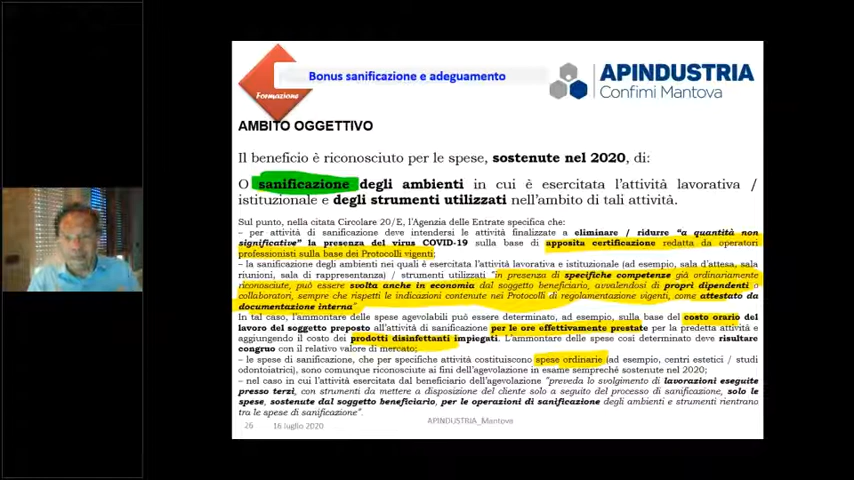 Bonus sanificazione e adeguamento
Formazione
APINDUSTRIA
Confimi Mantova
AMBITO OGGETTIVO
Il beneficio è riconosciuto per le spese, sostenute nel 2020, di:
O sanificazione degli ambienti in cui è esercitata l'attività lavorativa /
istituzionale e degli strumenti utilizzati nell'ambito di tali attività.
Sul punto, nella citata Circolare 20/E, l'Agenzia delle Entrate specifica che:
– per attività di sanificazione deve intendersi le attività finalizzate a eliminare / ridurre "a quantità non
significative" la presenza del virus COVID-19 sulla base di apposita certificazione redatta da operatori
professionisti sulla base dei Protocolli vigenti;
– la sanificazione degli ambienti nei quali è esercitata l'attività lavorativa e istituzionale (ad esempio, sala d'attesa, sala
riunioni, sala di rappresentanza) / strumenti utilizzati "in presenza di specifiche competenze già ordinariamente
riconosciute, può essere svolta anche in economia dal soggetto beneficiario, avvalendosi di propri dipendenti o
collaboratori, sempre che rispetti le indicazioni contenute nei Protocolli di regolamentazione vigenti, come attestato da
documentazione interna"
In tal caso, l'ammontare delle spese agevolabili può essere determinato, ad esempio, sulla base del costo orario del
lavoro del soggetto preposto all'attività di sanificazione per le ore effettivamente prestate per la predetta attività e
aggiungendo il costo dei prodotti disinfettanti impiegati. L'ammontare delle spese così determinato deve risultare
congruo con il relativo valore di mercato;
– le spese di sanificazione, che per specifiche attività costituiscono spese ordinarie (ad esempio, centri estetici / studi
odontoiatrici), sono comunque riconosciute ai fini dell'agevolazione in esame sempreché sostenute nel 2020;
– nel caso in cui l'attività esercitata dal beneficiario dell'agevolazione "preveda lo svolgimento di lavorazioni eseguite
presso terzi, con strumenti da mettere a disposizione del cliente solo a seguito del processo di sanificazione, solo le
spese, sostenute dal soggetto beneficiario, per le operazioni di sanificazione degli ambienti e strumenti rientrano
tra le spese di sanificazione".
26 16 luglio 2020 APINDUSTRIA_Mantova